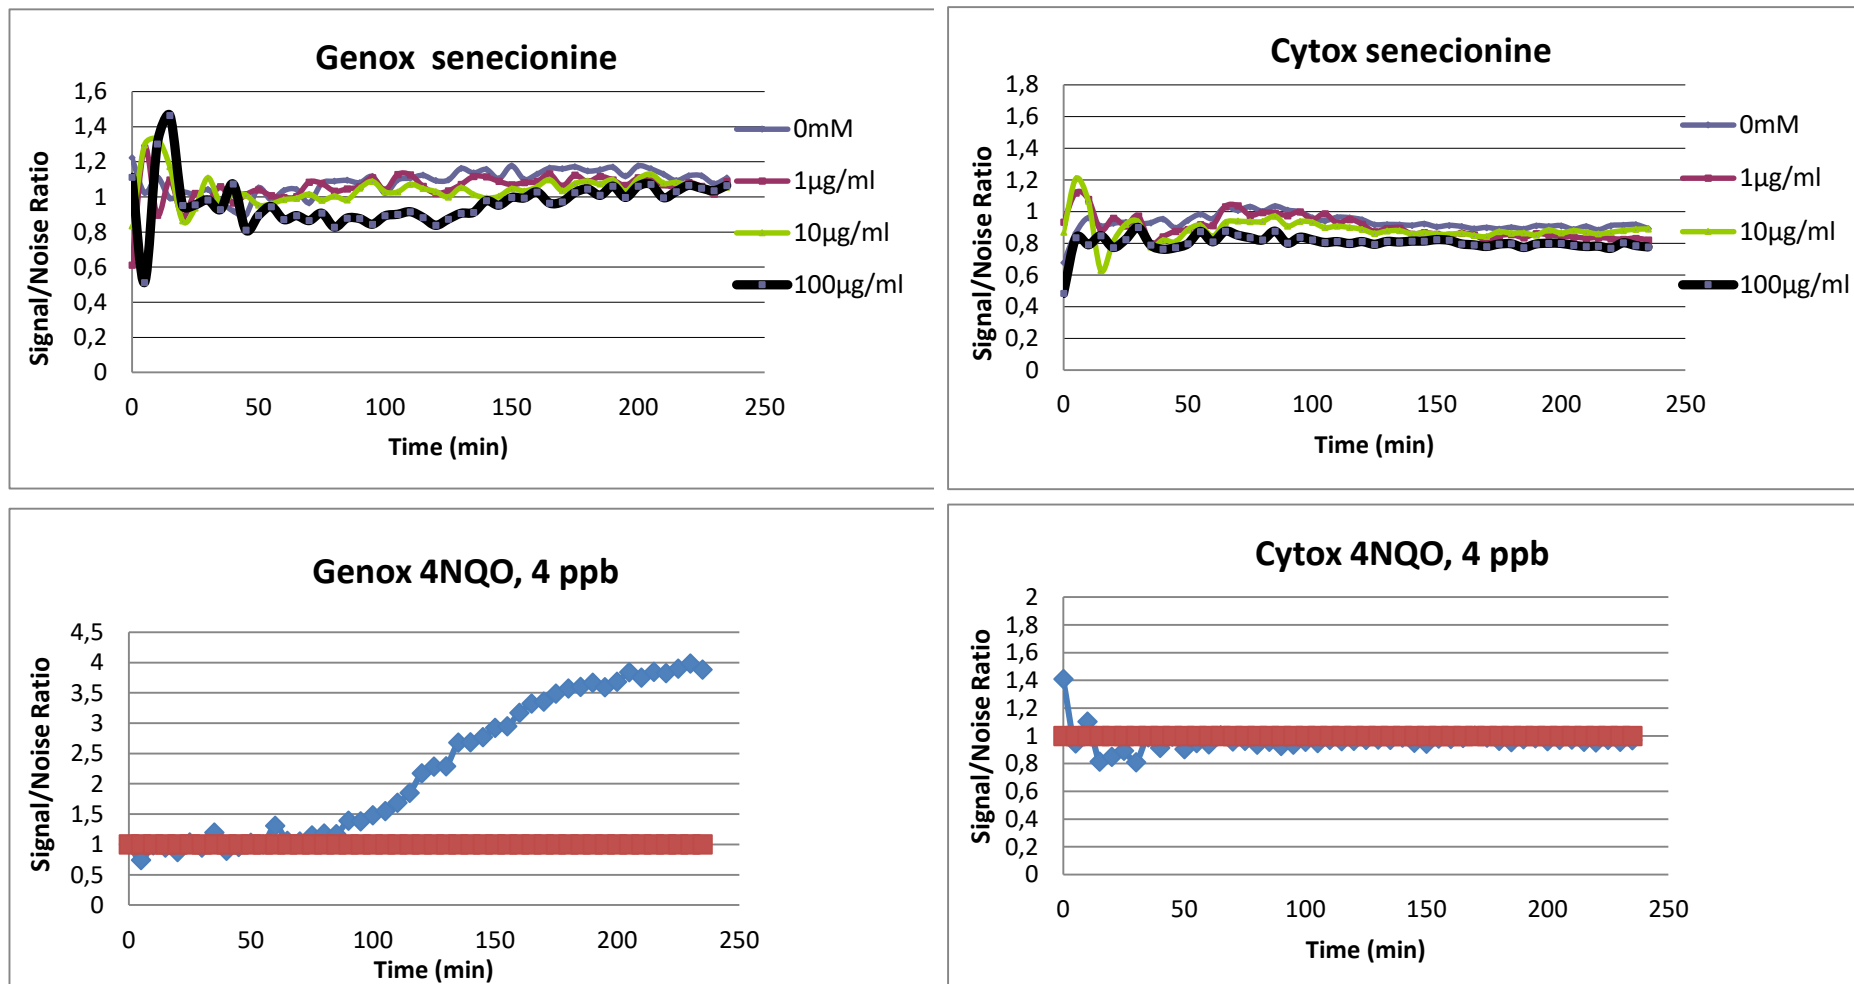 Genox  senecionine
Signal/Noise Ratio
1,6
1,4
1,2
1
0,8
0,6
0,4
0,2
0
0 50 100 150 200 250
Time (min)
0mM
1µg/ml
10µg/ml
100µg/ml
Cytox senecionine
Signal/Noise Ratio
1,8
1,6
1,4
1,2
1
0,8
0,6
0,4
0,2
0
0 50 100 150 200 250
Time (min)
0mM
1µg/ml
10µg/ml
100µg/ml
Genox 4NQO, 4 ppb
Signal/Noise Ratio
4,5
4
3,5
3
2,5
2
1,5
1
0,5
0
0 50 100 150 200 250
Time (min)
Cytox 4NQO, 4 ppb
Signal/Noise Ratio
2
1,8
1,6
1,4
1,2
1
0,8
0,6
0,4
0,2
0
0 50 100 150 200 250
Time (min)